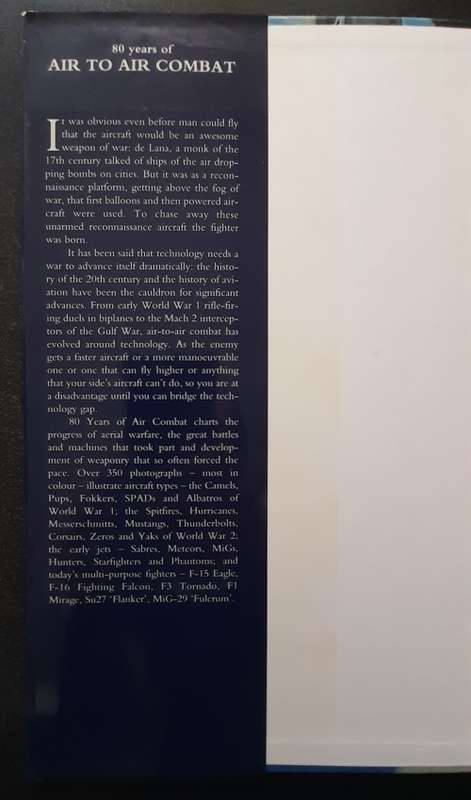 80 years of
AIR TO AIR COMBAT
It was obvious even before man could fly
that the aircraft would be an awesome
weapon of war: de Lana, a monk of the
17th century talked of ships of the air drop-
ping bombs on cities. But it was as a recon-
naissance platform, getting above the fog of
war, that first balloons and then powered air-
craft were used. To chase away these
unarmed reconnaissance aircraft the fighter
was born.
It has been said that technology needs a
war to advance itself dramatically: the histo-
ry of the 20th century and the history of avi-
ation have been the cauldron for significant
advances. From early World War 1 rifle-fir-
ing duels in biplanes to the Mach 2 intercep-
tors of the Gulf War, air-to-air combat has
evolved around technology. As the enemy
gets a faster aircraft or a more manoeuvrable
one or one that can fly higher or anything
that your side's aircraft can't do, so you are at
a disadvantage until you can bridge the tech-
nology gap.
80 Years of Air Combat charts the
progress of aerial warfare, the great battles
and machines that took part and develop-
ment of weaponry that so often forced the
pace. Over 350 photographs – most in
colour – illustrate aircraft types – the Camels,
Pups, Fokkers, SPADs and Albatros of
World War 1; the Spitfires, Hurricanes,
Messerschmitts, Mustangs, Thunderbolts,
Corsairs, Zeros and Yaks of World War 2;
the early jets – Sabres, Meteors, MiGs,
Hunters, Starfighters and Phantoms; and
today's multi-purpose fighters – F-15 Eagle,
F-16 Fighting Falcon, F3 Tornado, F1
Mirage, Su27 'Flanker', MiG-29 'Fulcrum'.